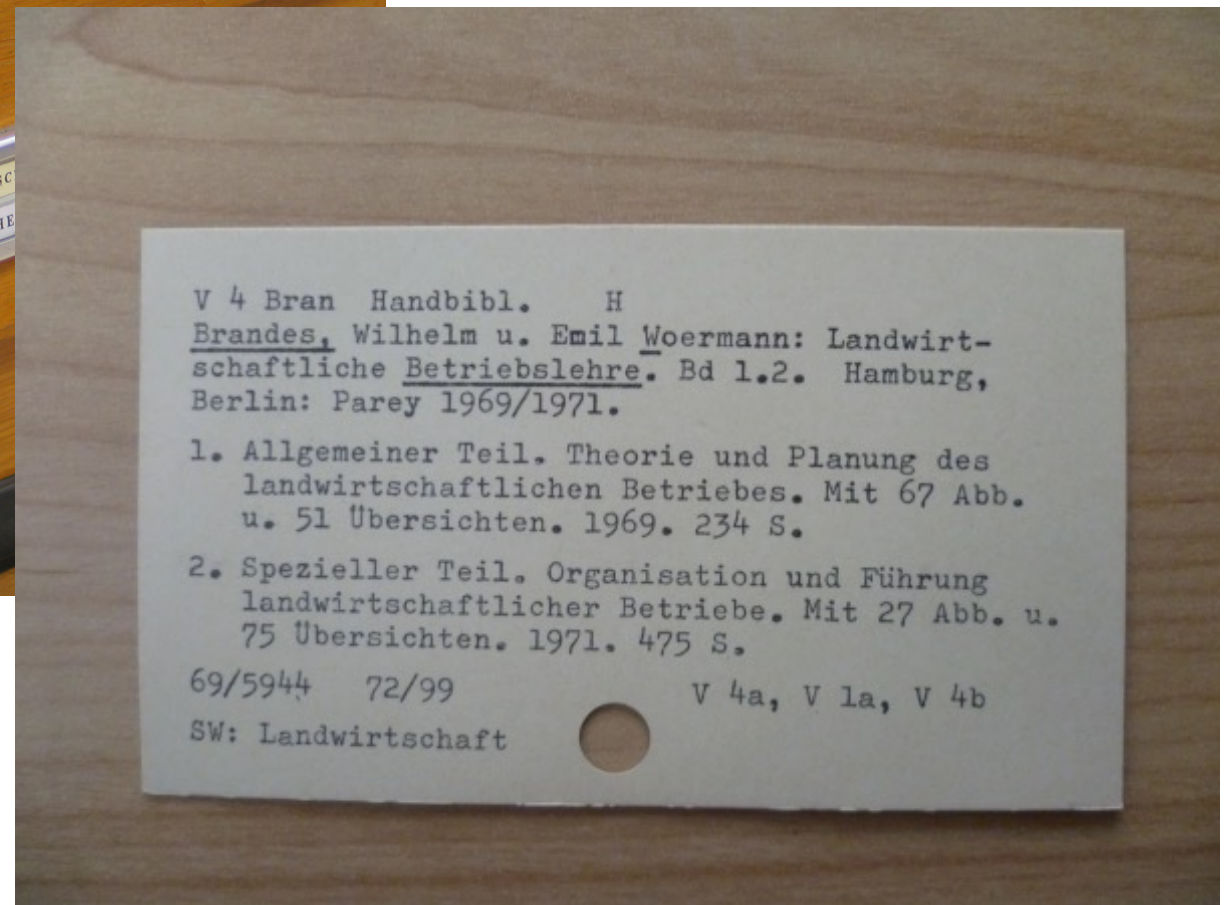 V 4 Bran Handbibl. H
Brandes, Wilhelm u. Emil Woermann: Landwirt-
schaftliche Betriebslehre. Bd 1.2. Hamburg,
Berlin: Parey 1969/1971.
1. Allgemeiner Teil. Theorie und Planung des
landwirtschaftlichen Betriebes. Mit 67 Abb.
u. 51 Übersichten. 1969. 234 S.
2. Spezieller Teil. Organisation und Führung
landwirtschaftlicher Betriebe. Mit 27 Abb. u.
75 Übersichten. 1971. 475 S.
69/5944 72/99 V 4a, V 1a, V 4b
SW: Landwirtschaft